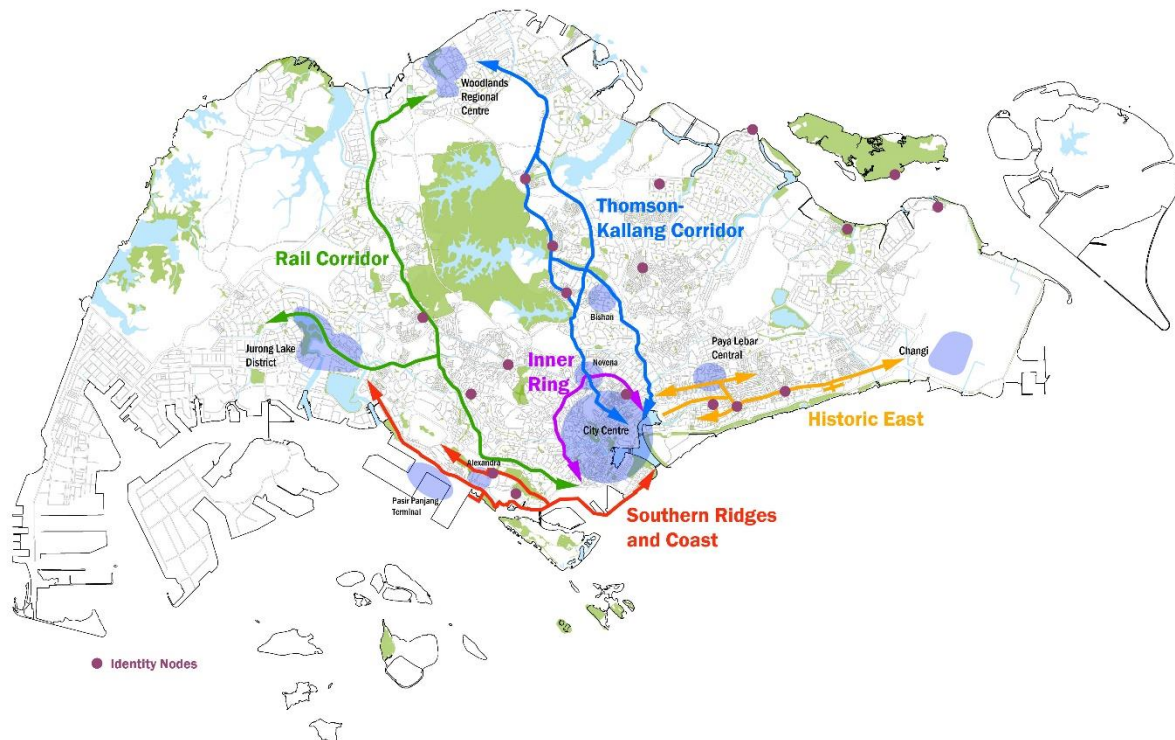 Woodlands
Regional
Centre
Thomson-
Kallang Corridor
Rail Corridor
Bishan
Jurong Lake
District
Inner
Ring
Novena
Paya Lebar
Central
Changi
Historic East
City Centre
Alexandra
Pasir Panjang
Terminal
Southern Ridges
and Coast
Identity Nodes